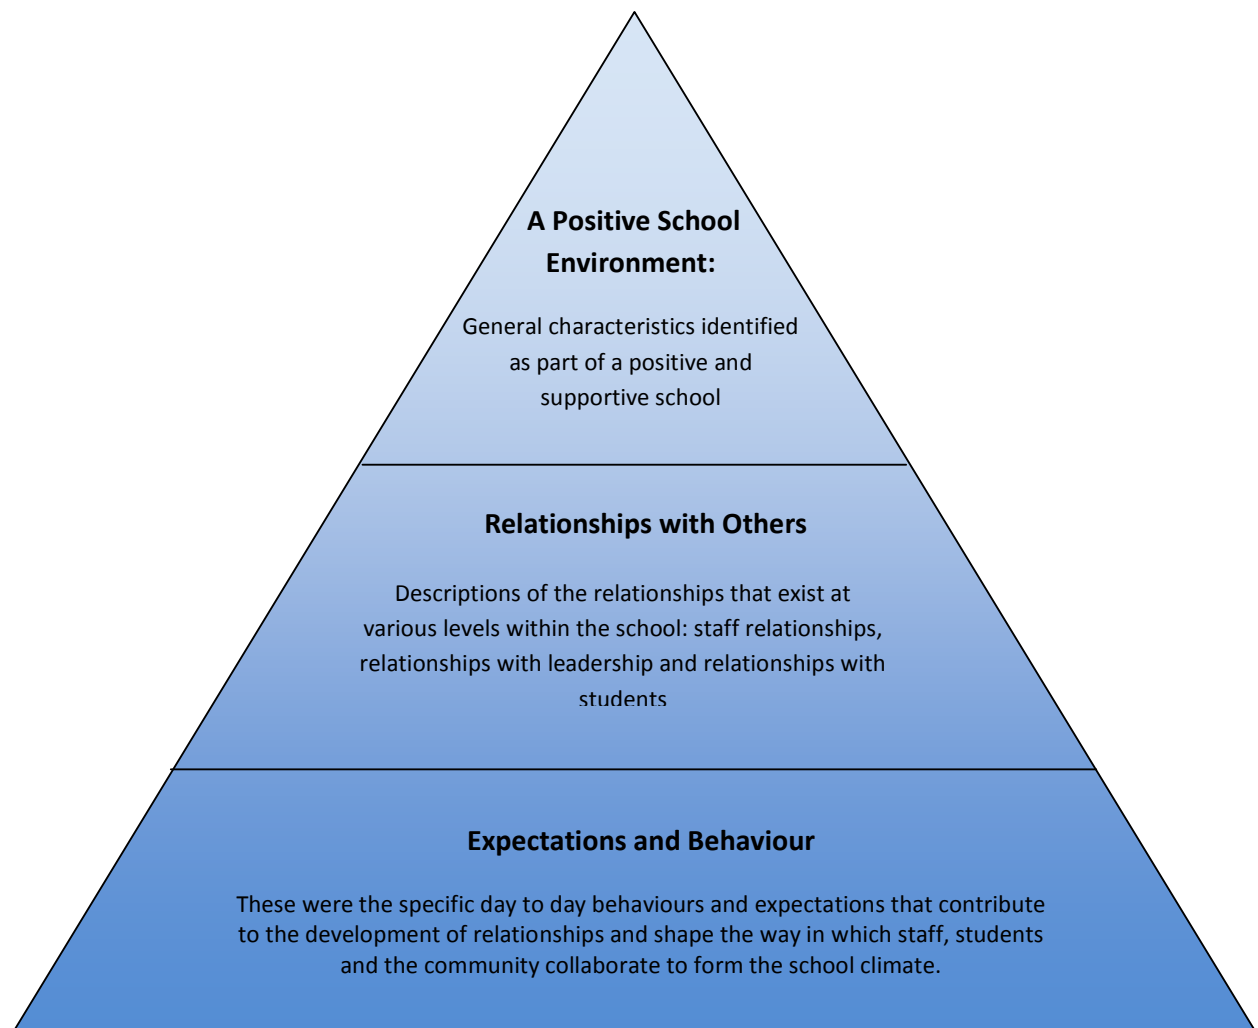 A Positive School
Environment:
General characteristics identified
as part of a positive and
supportive school
Relationships with Others
Descriptions of the relationships that exist at
various levels within the school: staff relationships,
relationships with leadership and relationships with
students
Expectations and Behaviour
These were the specific day to day behaviours and expectations that contribute
to the development of relationships and shape the way in which staff, students
and the community collaborate to form the school climate.